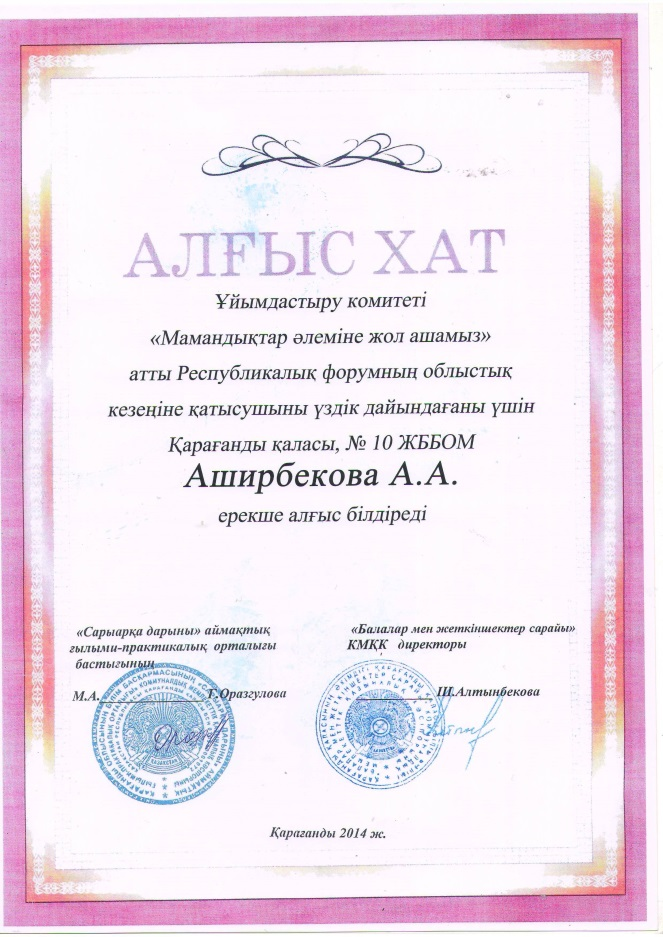 АЛҒЫС ХАТ
Ұйымдастыру комитеті
«Мамандықтар әлеміне жол ашамыз»
атты Республикалық форумның облыстық
кезеңіне қатысушыны үздік дайындағаны үшін
Қарағанды қаласы, № 10 ЖББОМ
Аширбекова А.А.
ерекше алғыс білдіреді
«Сарыарқа дарыны» аймақтық
ғылыми-практикалық орталығы
бастығының
М.А. Г.Оразгулова
«Балалар мен жеткіншектер сарайы»
КМҚК директоры
Ш.Алтынбекова
Қарағанды 2014 ж.